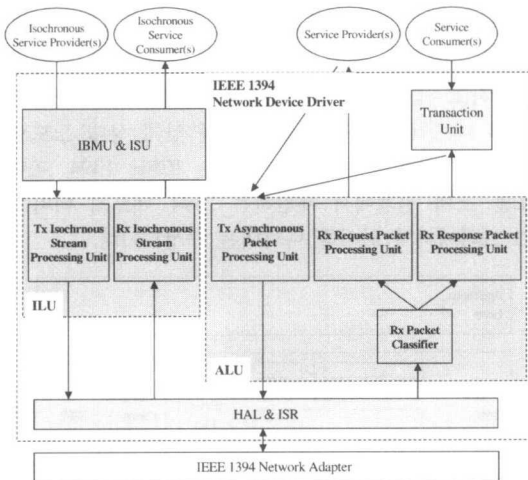 Isochronous
Service Provider(s)
Isochronous
Service
Consumer(s)
Service Provider(s)
Service
Consumer(s)
IEEE 1394
Network Device Driver
Transaction
Unit
IBMU & ISU
Tx Isochrnous
Stream
Processing Unit
Rx Isochronous
Stream
Processing Unit
Tx Asynchronous
Packet
Processing Unit
Rx Request Packet
Processing Unit
Rx Response Packet
Processing Unit
ILU
Rx Packet
Classifier
ALU
HAL & ISR
IEEE 1394 Network Adapter